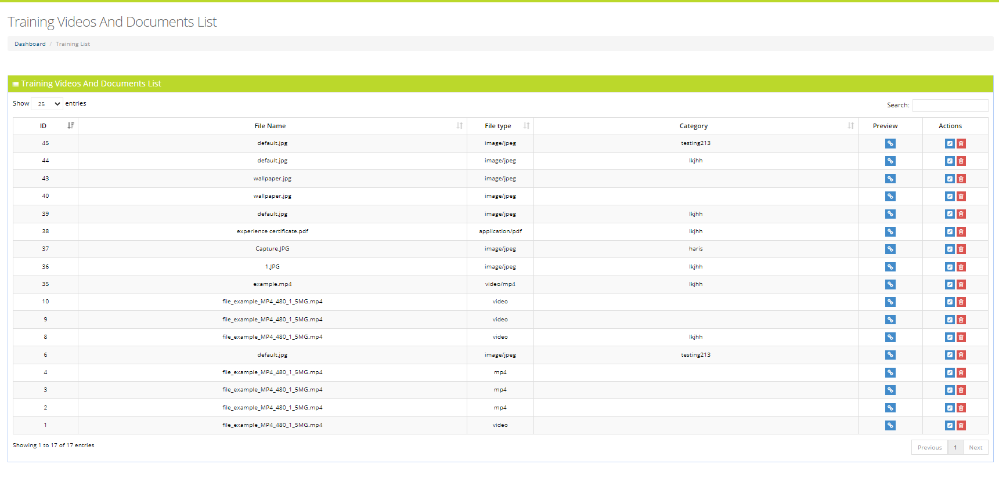 Training Videos And Documents List
Dashboard / Training List
Training Videos And Documents List
Show 25 entries
Search:
ID File Name File type Category Preview Actions
45 default.jpg image/jpeg testing213
44 default.jpg image/jpeg lkjhh
43 wallpaper.jpg image/jpeg
40 wallpaper.jpg image/jpeg
39 default.jpg image/jpeg lkjhh
38 experience certificate.pdf application/pdf lkjhh
37 Capture.JPG image/jpeg haris
36 1.JPG image/jpeg lkjhh
35 example.mp4 video/mp4 lkjhh
10 file_example_MP4_480_1_5MG.mp4 video
9 file_example_MP4_480_1_5MG.mp4 video
8 file_example_MP4_480_1_5MG.mp4 video lkjhh
6 default.jpg image/jpeg testing213
4 file_example_MP4_480_1_5MG.mp4 mp4
3 file_example_MP4_480_1_5MG.mp4 mp4
2 file_example_MP4_480_1_5MG.mp4 mp4
1 file_example_MP4_480_1_5MG.mp4 video
Showing 1 to 17 of 17 entries
Previous 1 Next